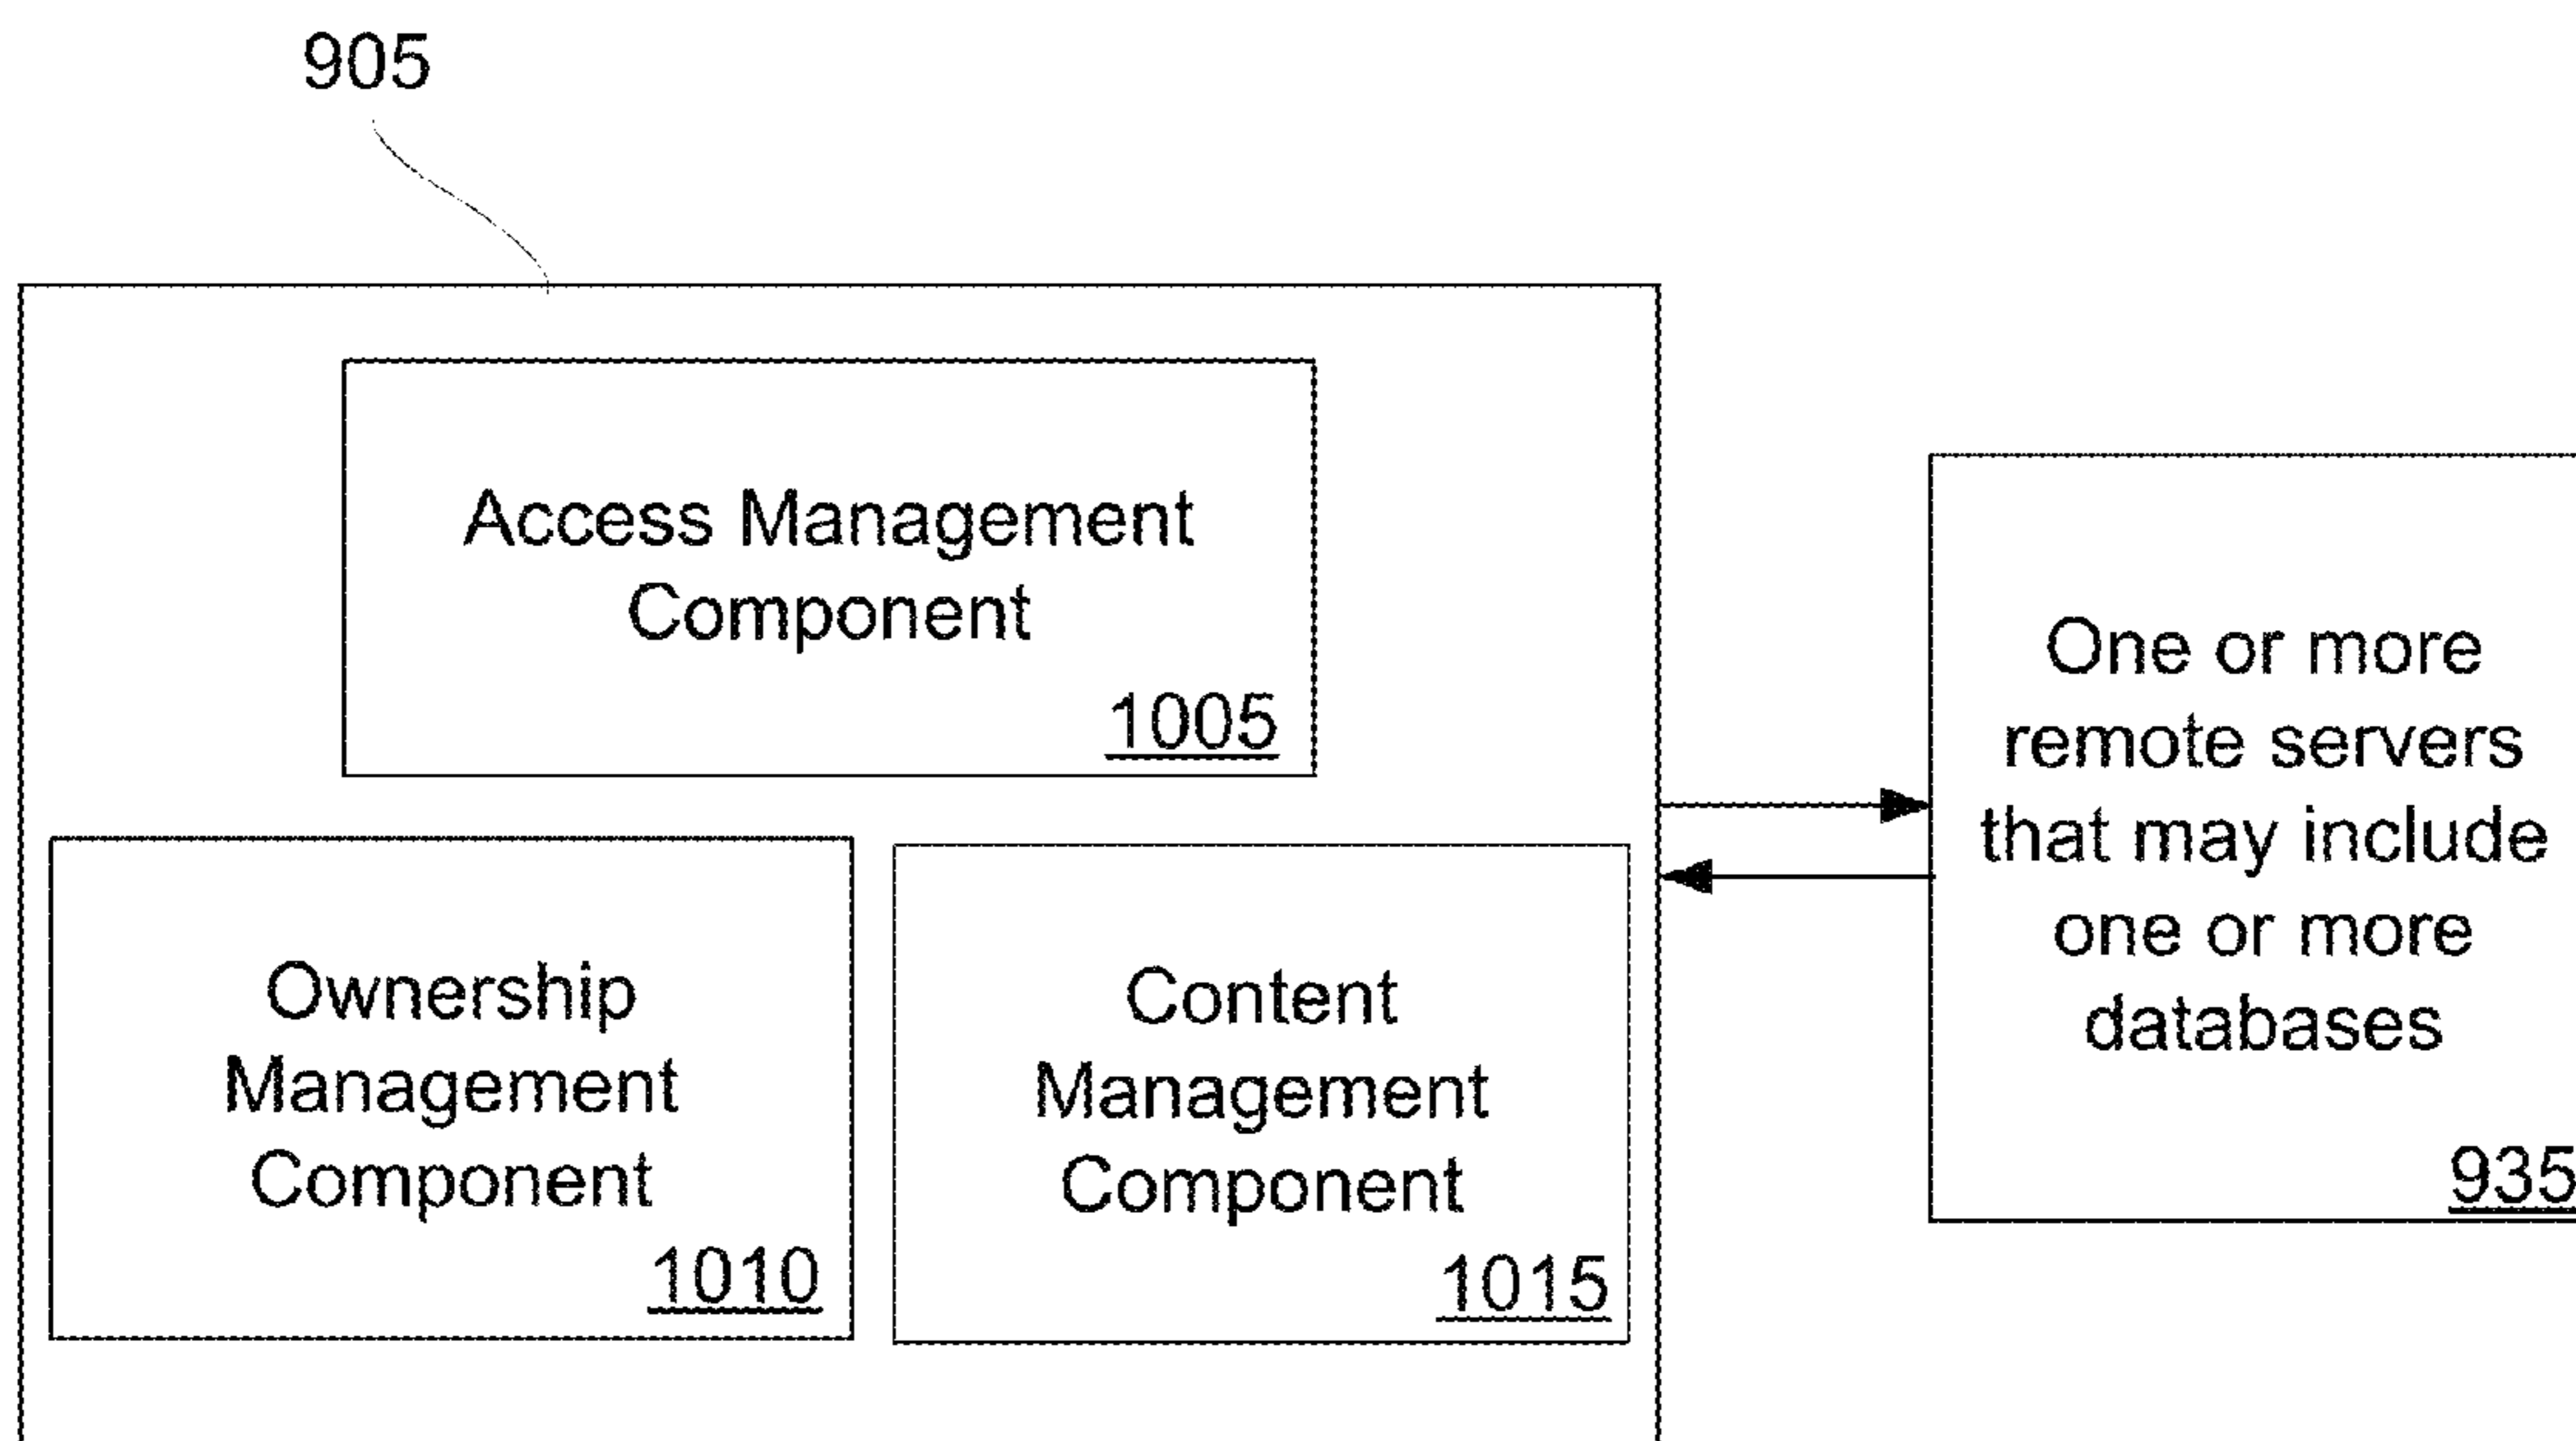 905
Access Management
Component
1005
Ownership
Management
Component
1010
Content
Management
Component
1015
One or more
remote servers
that may include
one or more
databases
935